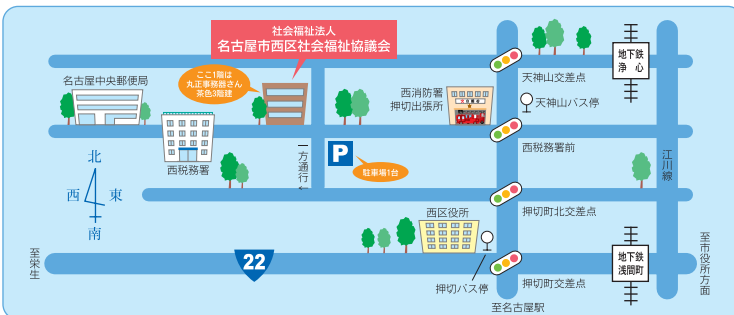 社会福祉法人
名古屋市西区社会福祉協議会
地下鉄
浄 心
名古屋中央郵便局
ここ1階は
丸正事務器さん
茶色3階建
西消防署
押切出張所
天神山交差点
天神山バス停
西税務署
一方通行←
P
駐車場1台
西税務署前
江川線
北
西 東
南
西区役所
押切町北交差点
至栄生
22
押切バス停
押切町交差点
地下鉄
浅間町
至市役所方面
至名古屋駅